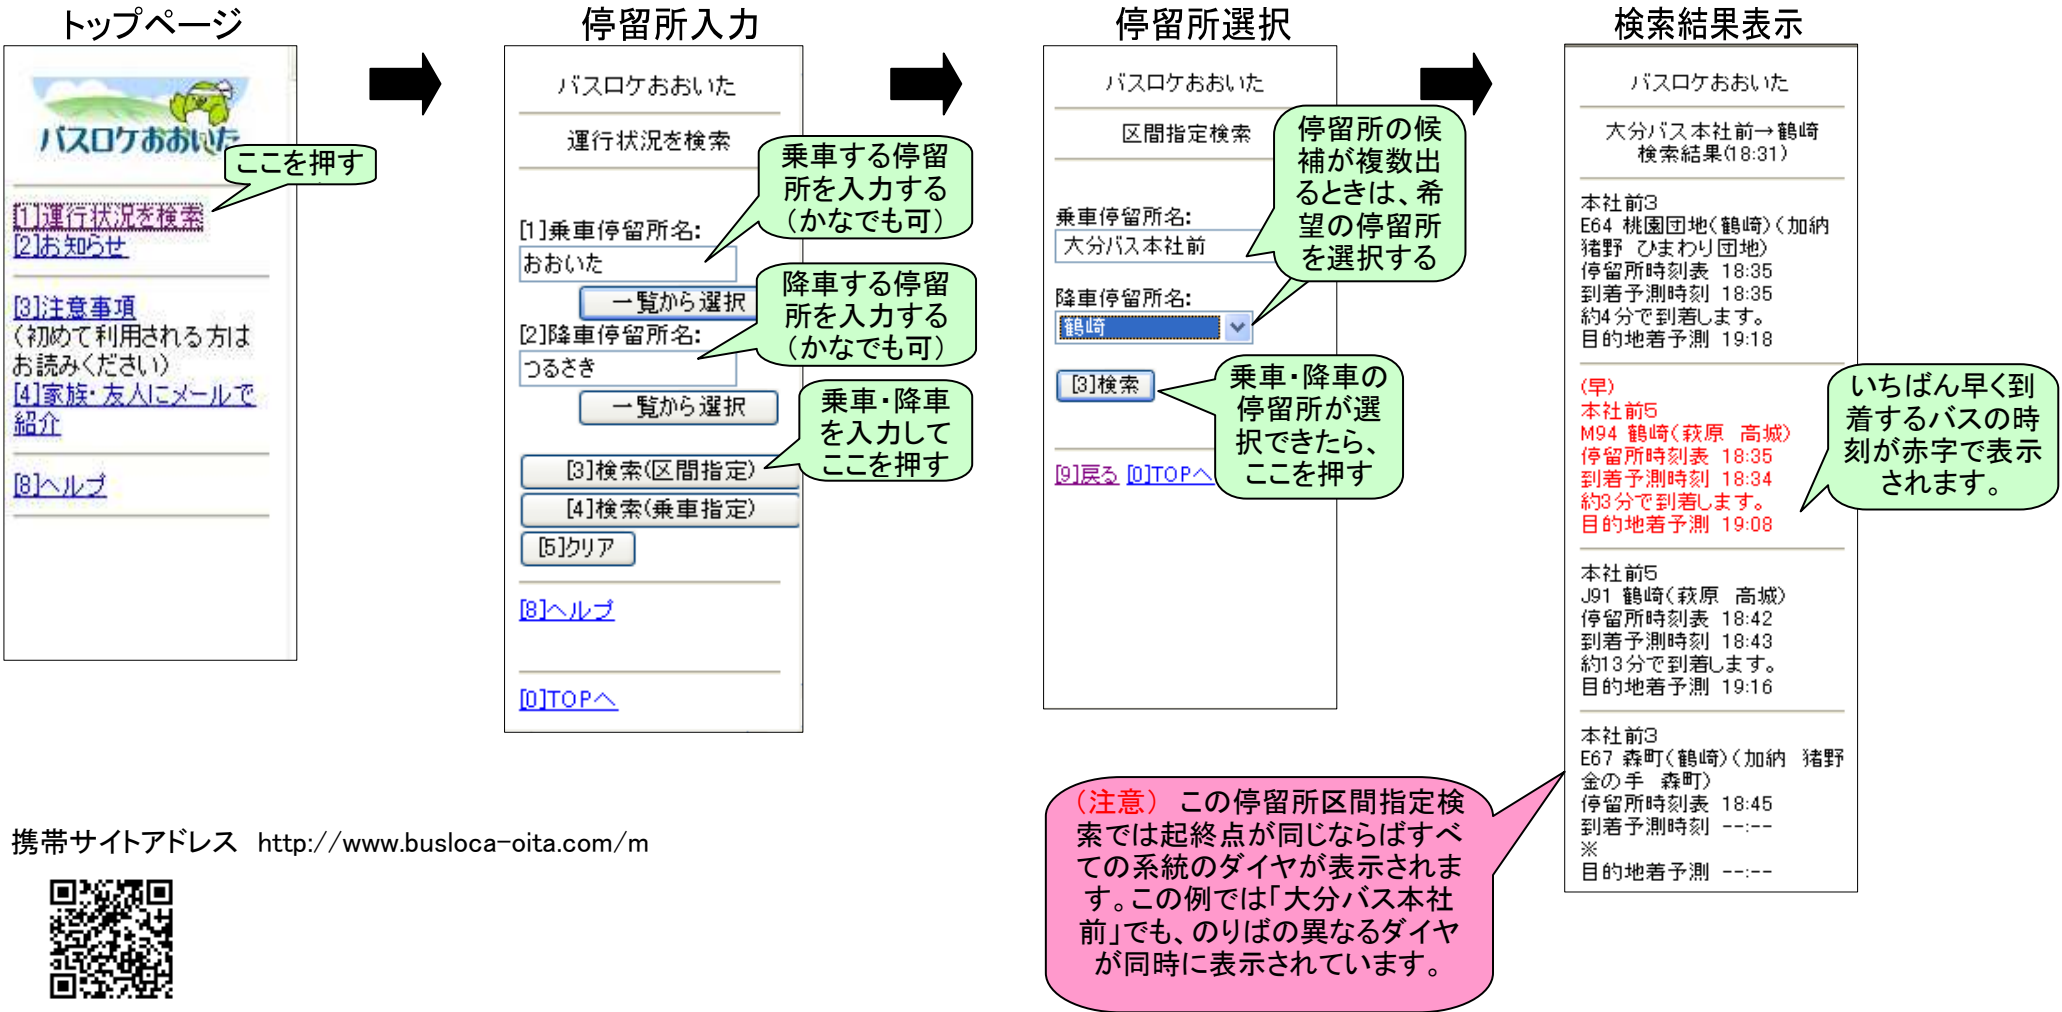 トップページ
バスロケおおいた
ここを押す
[1]運行状況を検索
[2]お知らせ
[3]注意事項
(初めて利用される方は
お読みください)
[4]家族・友人にメールで
紹介
[8]ヘルプ
停留所入力
バスロケおおいた
運行状況を検索
乗車する停留
所を入力する
(かなでも可)
[1]乗車停留所名:
おおいた
一覧から選択
降車する停留
所を入力する
(かなでも可)
[2]降車停留所名:
つるさき
一覧から選択
乗車・降車
を入力して
ここを押す
[3]検索(区間指定)
[4]検索(乗車指定)
[5]クリア
[8]ヘルプ
[0]TOPへ
停留所選択
バスロケおおいた
区間指定検索
停留所の候
補が複数出
るときは、希
望の停留所
を選択する
乗車停留所名:
大分バス本社前
降車停留所名:
鶴崎
[3]検索
乗車・降車の
停留所が選
択できたら、
ここを押す
[9]戻る [0]TOPへ
検索結果表示
バスロケおおいた
大分バス本社前→鶴崎
検索結果(18:31)
本社前3
E64 桃園団地(鶴崎)(加納
猪野 ひまわり団地)
停留所時刻表 18:35
到着予測時刻 18:35
約4分で到着します。
目的地着予測 19:18
(早)
本社前5
M94 鶴崎(萩原 高城)
停留所時刻表 18:35
到着予測時刻 18:34
約3分で到着します。
目的地着予測 19:08
いちばん早く到
着するバスの時
刻が赤字で表示
されます。
本社前5
J91 鶴崎(萩原 高城)
停留所時刻表 18:42
到着予測時刻 18:43
約13分で到着します。
目的地着予測 19:16
本社前3
E67 森町(鶴崎)(加納 猪野
金の手 森町)
停留所時刻表 18:45
到着予測時刻 --:--
※
目的地着予測 --:--
(注意) この停留所区間指定検
索では起終点が同じならばすべ
ての系統のダイヤが表示されま
す。この例では「大分バス本社
前」でも、のりばの異なるダイヤ
が同時に表示されています。
携帯サイトアドレス http://www.busloca-oita.com/m